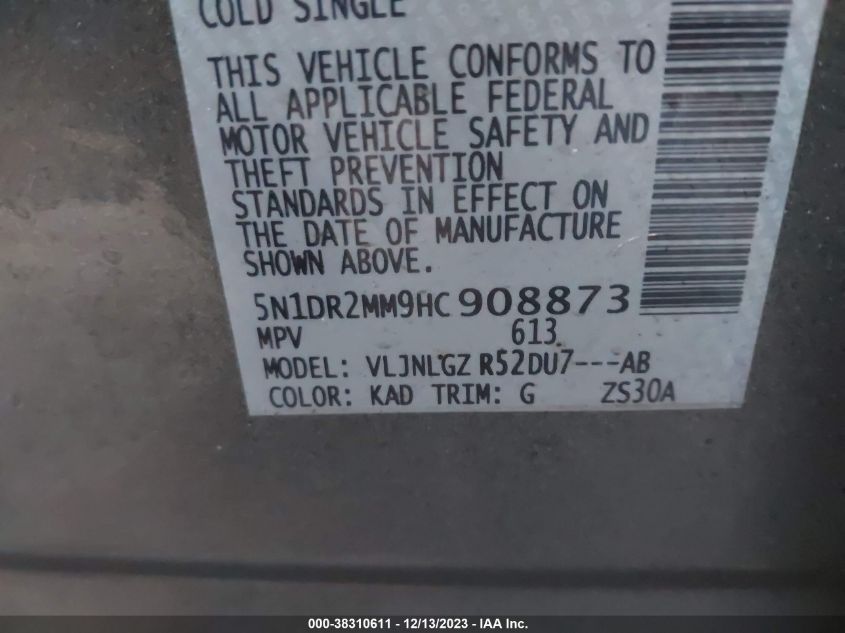 COLD SINGLE
THIS VEHICLE CONFORMS TO
ALL APPLICABLE FEDERAL
MOTOR VEHICLE SAFETY AND
THEFT PREVENTION
STANDARDS IN EFFECT ON
THE DATE OF MANUFACTURE
SHOWN ABOVE.
5N1DR2MM9HC 908873
MPV 613
MODEL: VLJNLGZ R52DU7---AB
COLOR: KAD TRIM: G ZS30A
000-38310611 - 12/13/2023 - IAA Inc.